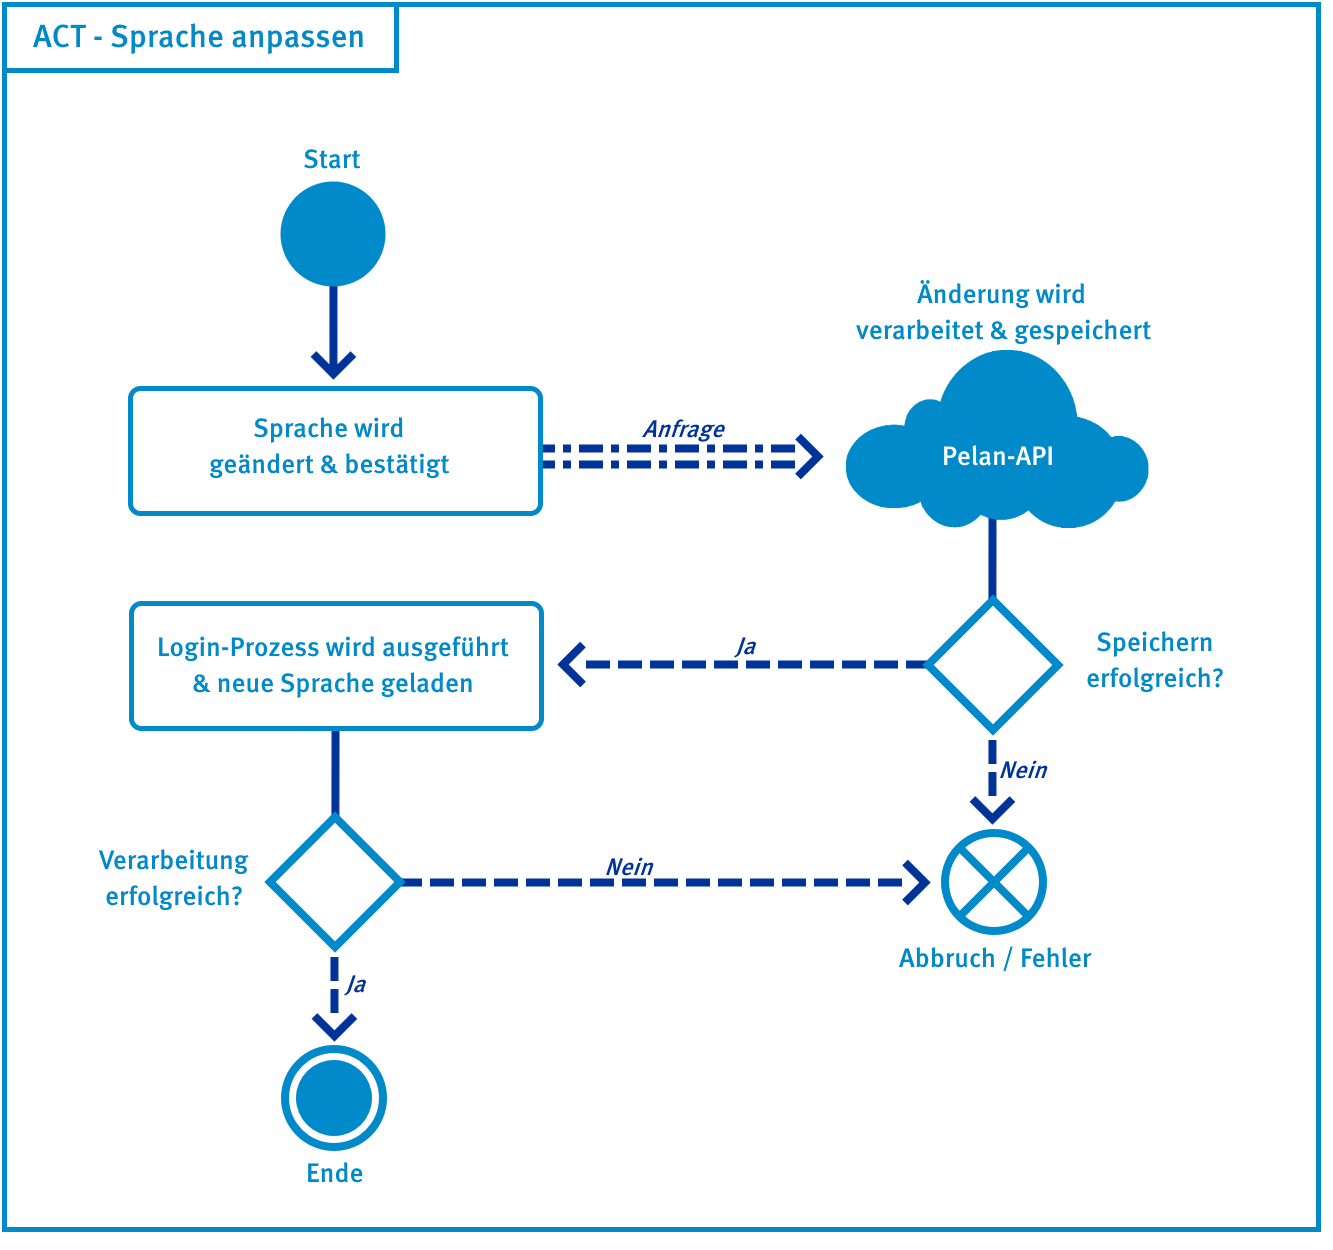 ACT - Sprache anpassen
Start
Änderung wird
verarbeitet & gespeichert
Sprache wird
geändert & bestätigt
Anfrage
Pelan-API
Login-Prozess wird ausgeführt
& neue Sprache geladen
Ja
Speichern
erfolgreich?
Nein
Verarbeitung
erfolgreich?
Nein
Abbruch / Fehler
Ja
Ende